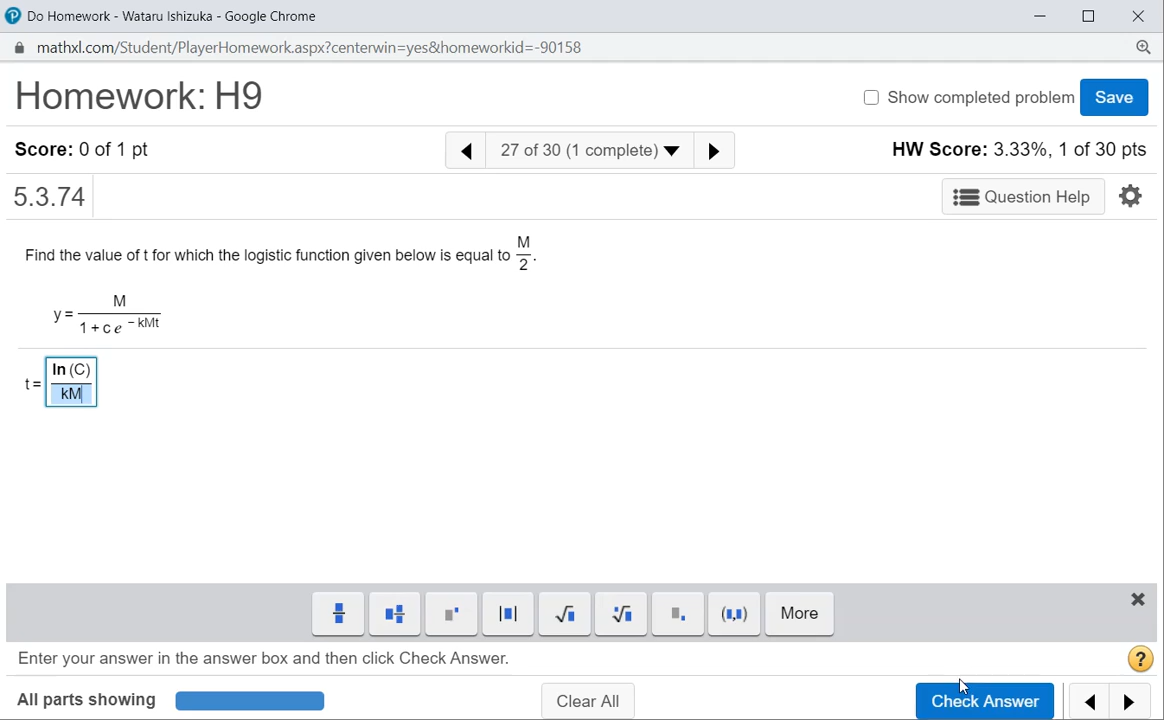 Do Homework - Wataru Ishizuka - Google Chrome
mathxl.com/Student/PlayerHomework.aspx?centerwin=yes&homeworkid=-90158
Homework: H9
Show completed problem
Save
Score: 0 of 1 pt
27 of 30 (1 complete)
HW Score: 3.33%, 1 of 30 pts
5.3.74
Question Help
Find the value of t for which the logistic function given below is equal to M/2.
y = M / (1 + c e^(-kMt))
t = ln (C) / kM
More
Enter your answer in the answer box and then click Check Answer.
?
All parts showing
Clear All
Check Answer